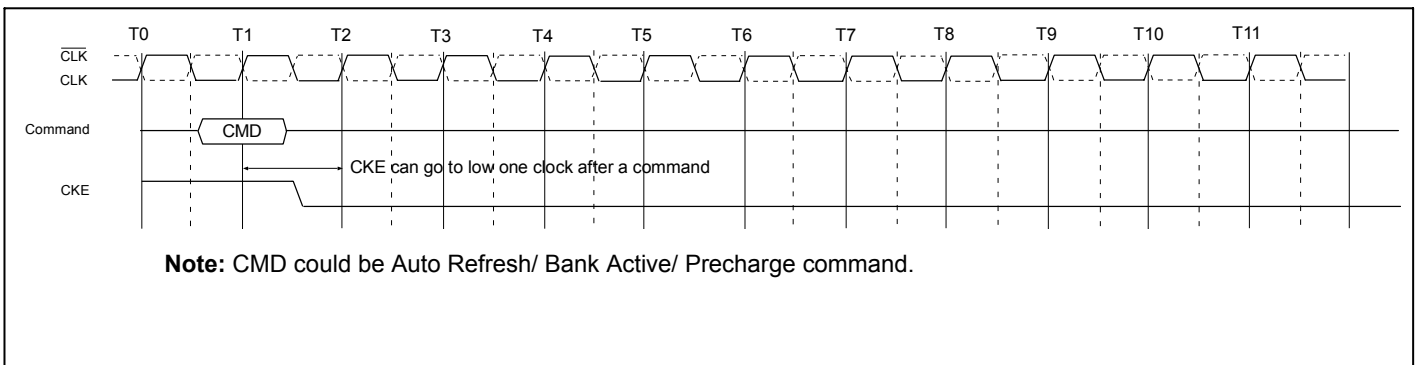 T0 T1 T2 T3 T4 T5 T6 T7 T8 T9 T10 T11
CLK
CLK
Command
CMD
CKE can go to low one clock after a command
CKE
Note: CMD could be Auto Refresh/ Bank Active/ Precharge command.